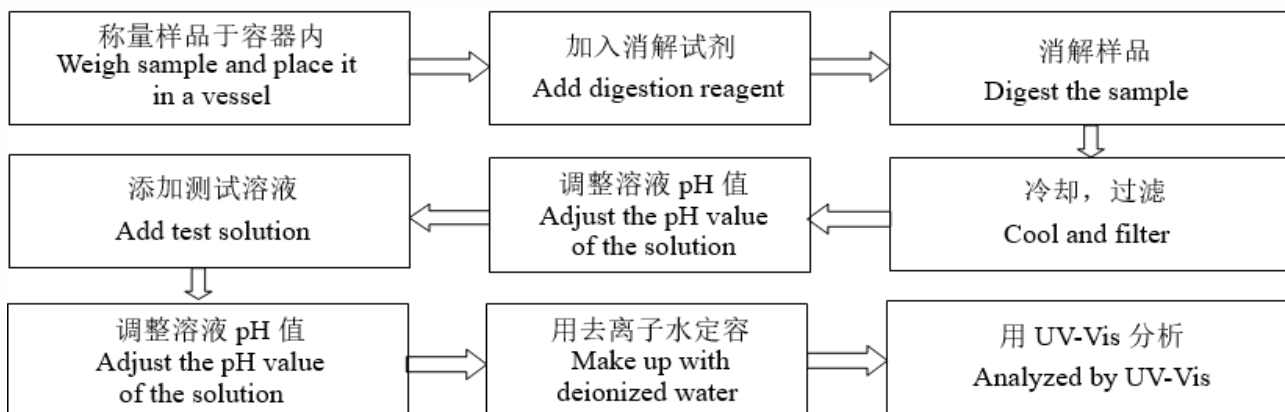 称量样品于容器内
Weigh sample and place it
in a vessel
加入消解试剂
Add digestion reagent
消解样品
Digest the sample
冷却，过滤
Cool and filter
调整溶液 pH 值
Adjust the pH value
of the solution
添加测试溶液
Add test solution
调整溶液 pH 值
Adjust the pH value
of the solution
用去离子水定容
Make up with
deionized water
用 UV-Vis 分析
Analyzed by UV-Vis